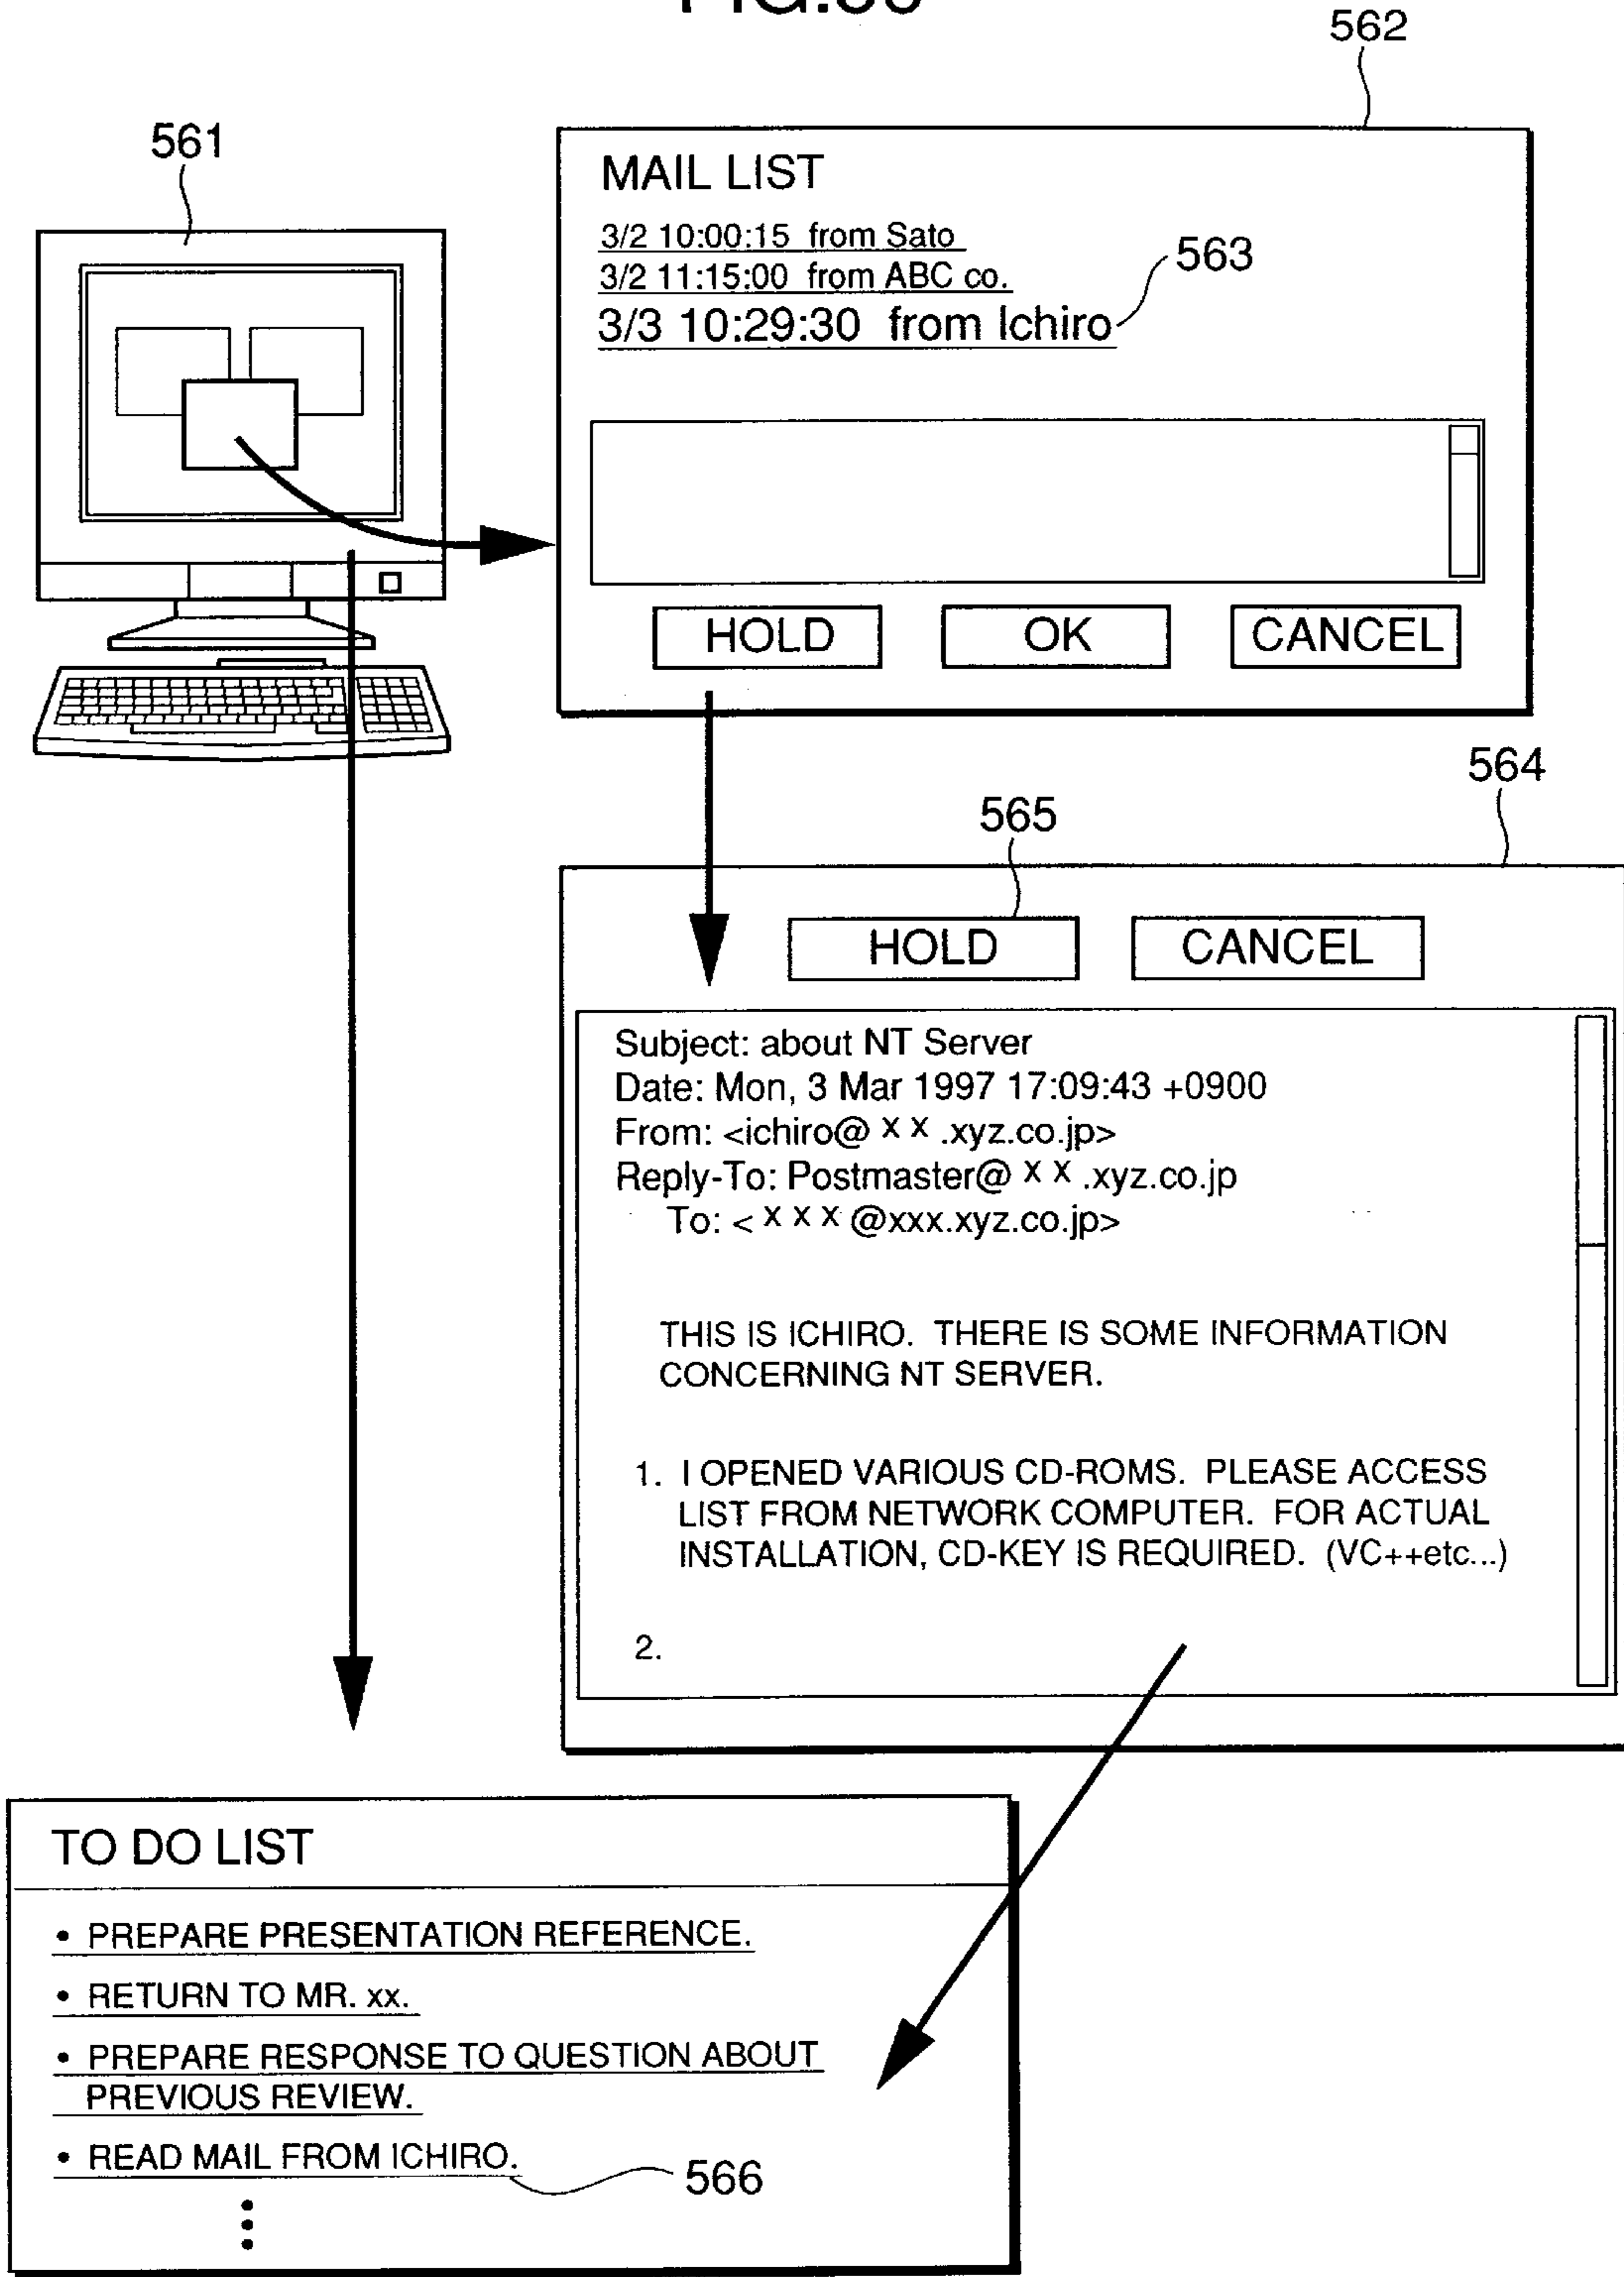 562
561
MAIL LIST
3/2 10:00:15 from Sato
3/2 11:15:00 from ABC co.
563
3/3 10:29:30 from Ichiro
HOLD OK CANCEL
564
565
HOLD CANCEL
Subject: about NT Server
Date: Mon, 3 Mar 1997 17:09:43 +0900
From: <ichiro@ x x .xyz.co.jp>
Reply-To: Postmaster@ x x .xyz.co.jp
To: < x x x @xxx.xyz.co.jp>
THIS IS ICHIRO. THERE IS SOME INFORMATION
CONCERNING NT SERVER.
1. I OPENED VARIOUS CD-ROMS. PLEASE ACCESS
LIST FROM NETWORK COMPUTER. FOR ACTUAL
INSTALLATION, CD-KEY IS REQUIRED. (VC++etc...)
2.
TO DO LIST
• PREPARE PRESENTATION REFERENCE.
• RETURN TO MR. xx.
• PREPARE RESPONSE TO QUESTION ABOUT
PREVIOUS REVIEW.
• READ MAIL FROM ICHIRO.
566